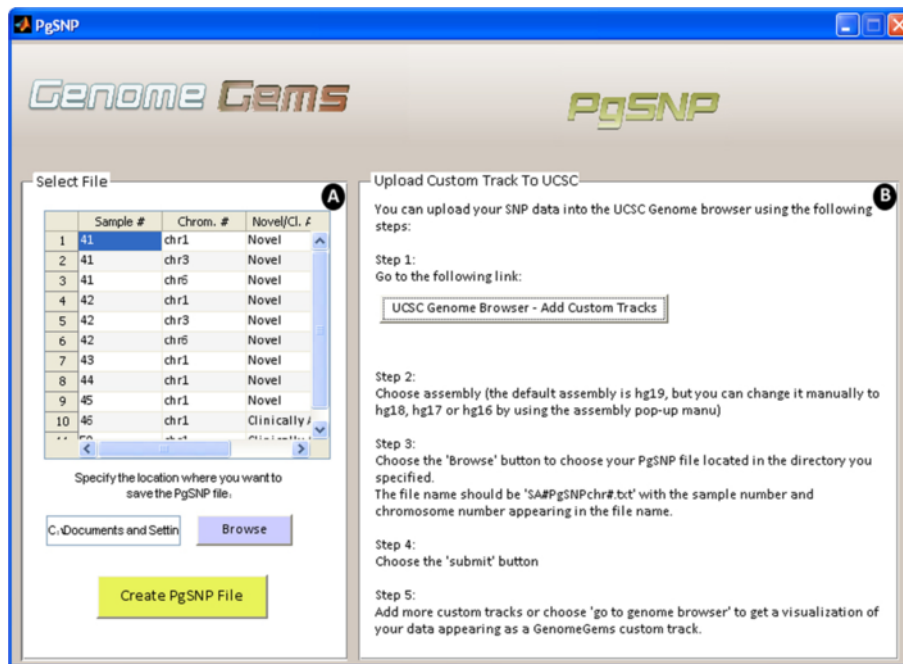 PgSNP
Genome Gems
PgSNP
Select File
A
Sample # Chrom. # Novel/Cl. A
1 41 chr1 Novel
2 41 chr3 Novel
3 41 chr6 Novel
4 42 chr1 Novel
5 42 chr3 Novel
6 42 chr6 Novel
7 43 chr1 Novel
8 44 chr1 Novel
9 45 chr1 Novel
10 46 chr1 Clinically A
Specify the location where you want to
save the PgSNP file:
C:\Documents and Settin
Browse
Create PgSNP File
Upload Custom Track To UCSC
B
You can upload your SNP data into the UCSC Genome browser using the following
steps:
Step 1:
Go to the following link:
UCSC Genome Browser - Add Custom Tracks
Step 2:
Choose assembly (the default assembly is hg19, but you can change it manually to
hg18, hg17 or hg16 by using the assembly pop-up manu)
Step 3:
Choose the 'Browse' button to choose your PgSNP file located in the directory you
specified.
The file name should be 'SA#PgSNPchr#.txt' with the sample number and
chromosome number appearing in the file name.
Step 4:
Choose the 'submit' button
Step 5:
Add more custom tracks or choose 'go to genome browser' to get a visualization of
your data appearing as a GenomeGems custom track.